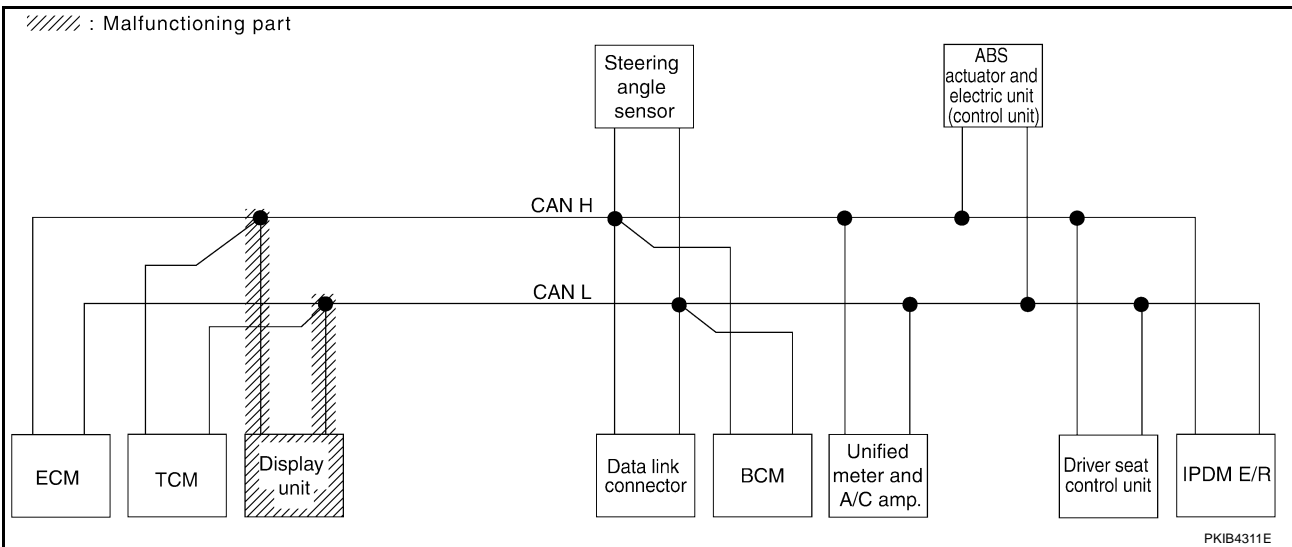 : Malfunctioning part
Steering
angle
sensor
ABS
actuator and
electric unit
(control unit)
CAN H
CAN L
ECM
TCM
Display
unit
Data link
connector
BCM
Unified
meter and
A/C amp.
Driver seat
control unit
IPDM E/R
PKIB4311E